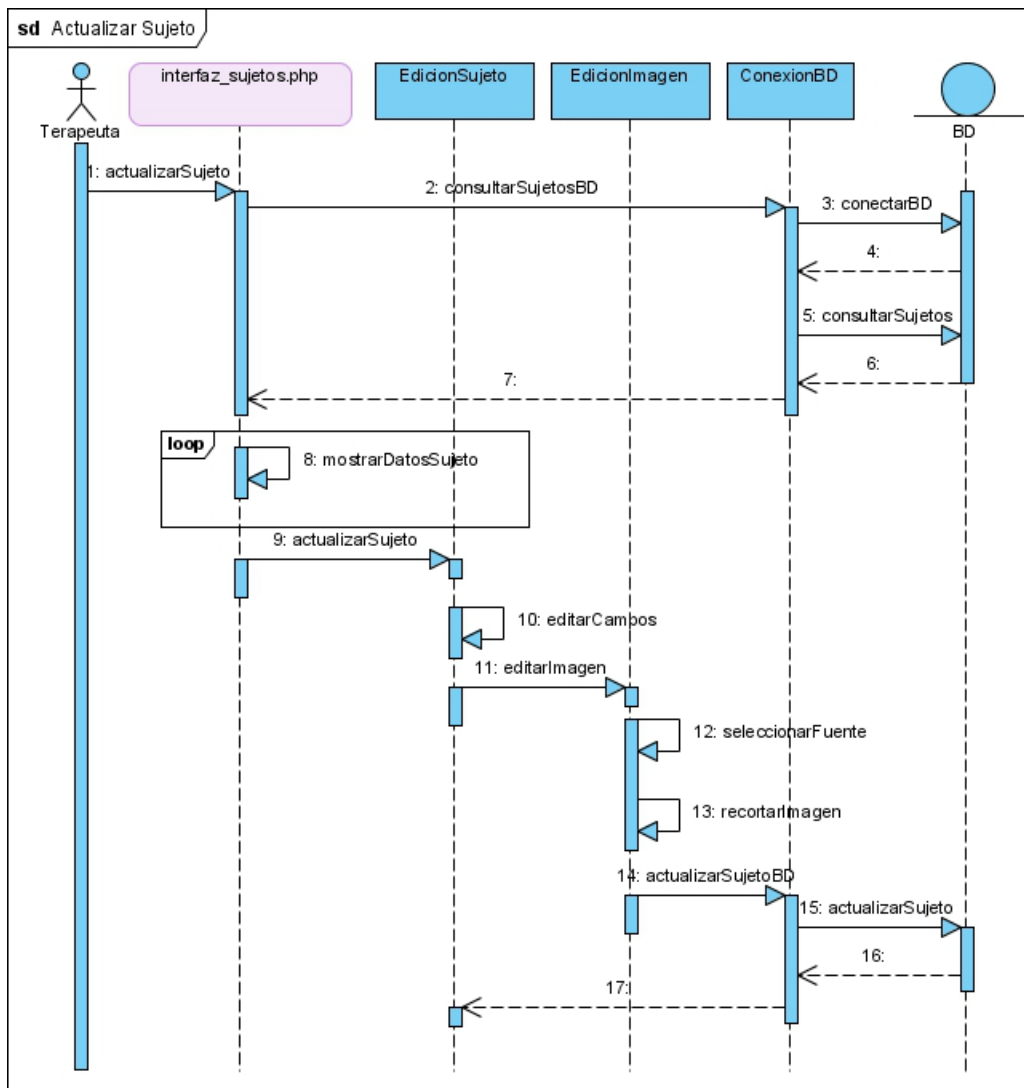 sd Actualizar Sujeto
interfaz_sujetos.php
EdicionSujeto
EdicionImagen
ConexionBD
Terapeuta
BD
1: actualizarSujeto
2: consultarSujetosBD
3: conectarBD
4:
5: consultarSujetos
6:
7:
loop
8: mostrarDatosSujeto
9: actualizarSujeto
10: editarCampos
11: editarImagen
12: seleccionarFuente
13: recortarImagen
14: actualizarSujetoBD
15: actualizarSujeto
16:
17: